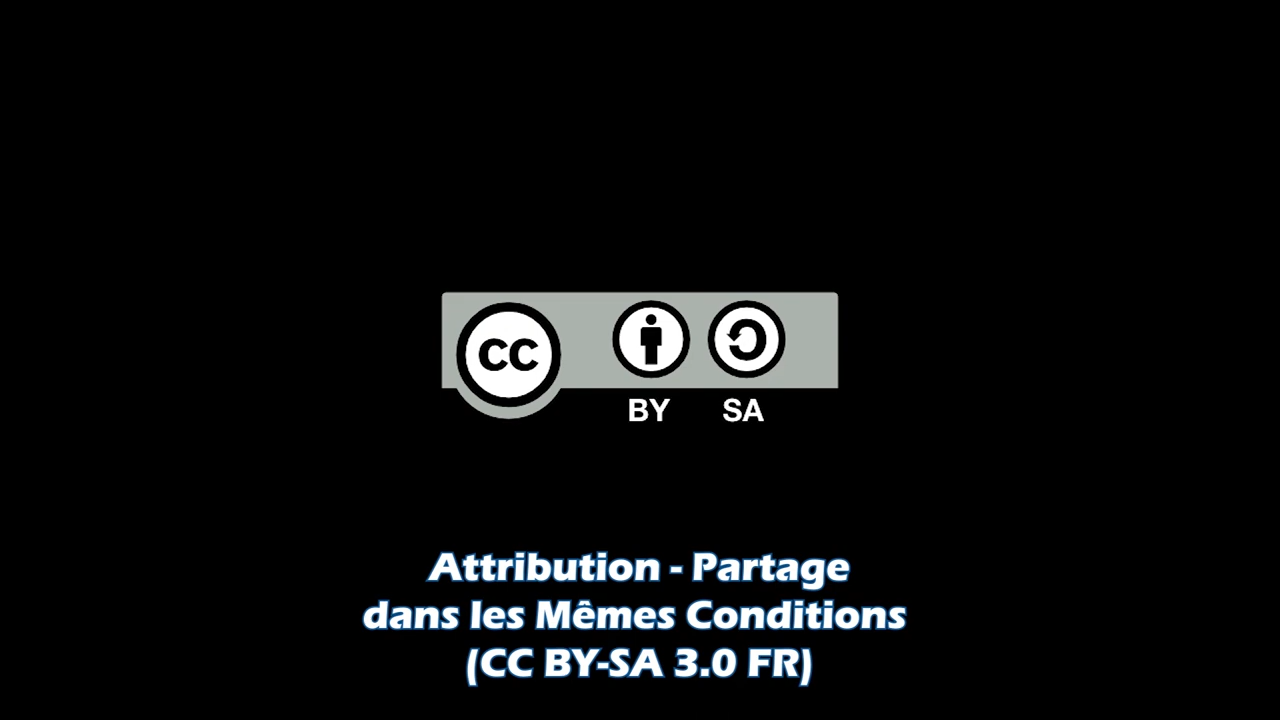 CC
BY SA
Attribution - Partage
dans les Mêmes Conditions
(CC BY-SA 3.0 FR)